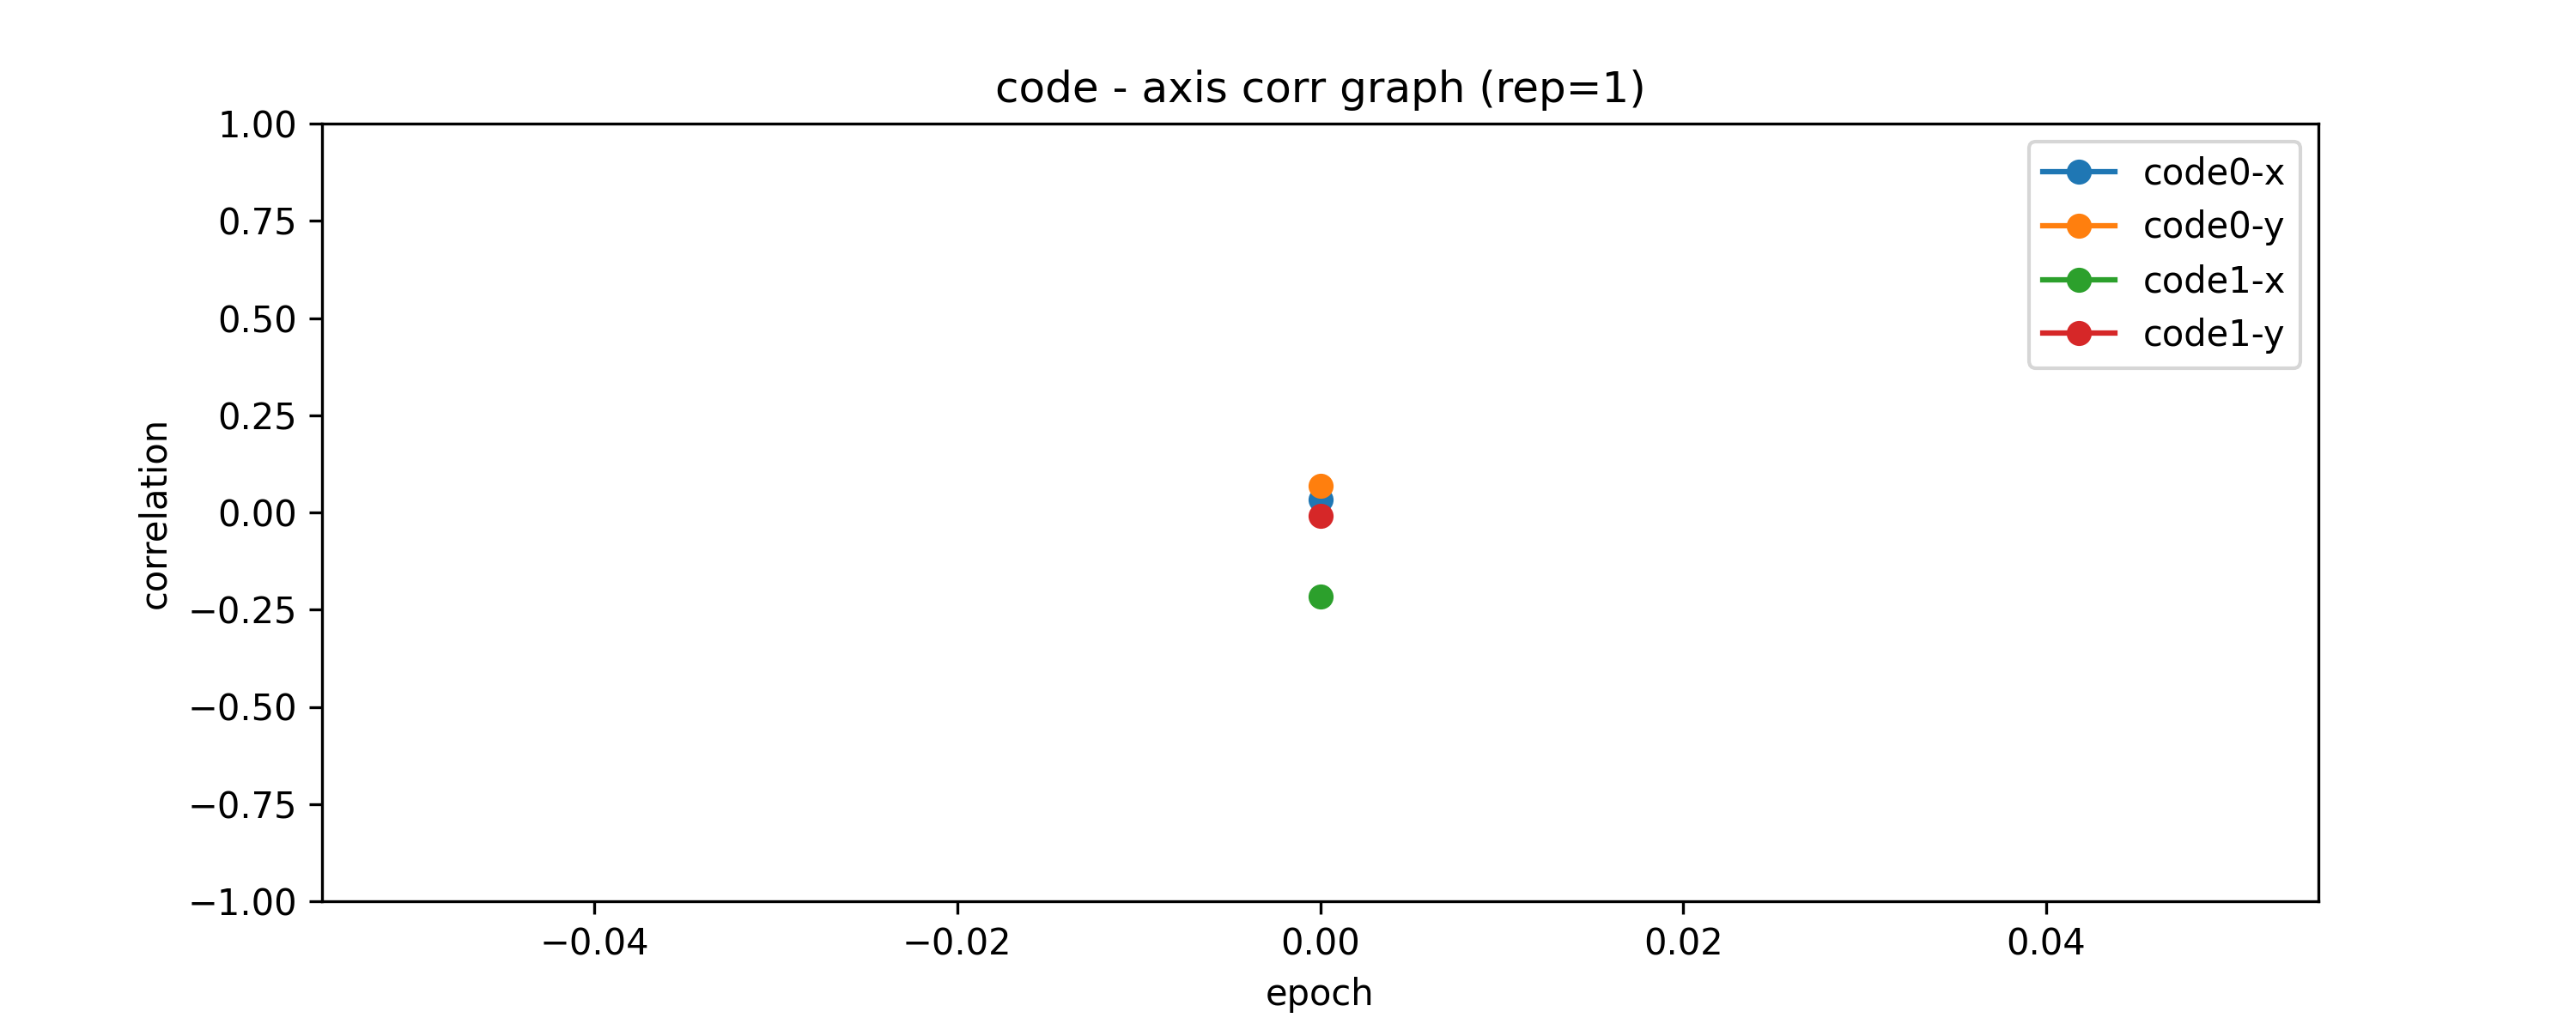 code - axis corr graph (rep=1)
1.00
0.75
0.50
0.25
0.00
−0.25
−0.50
−0.75
−1.00
correlation
code0-x
code0-y
code1-x
code1-y
−0.04 −0.02 0.00 0.02 0.04
epoch